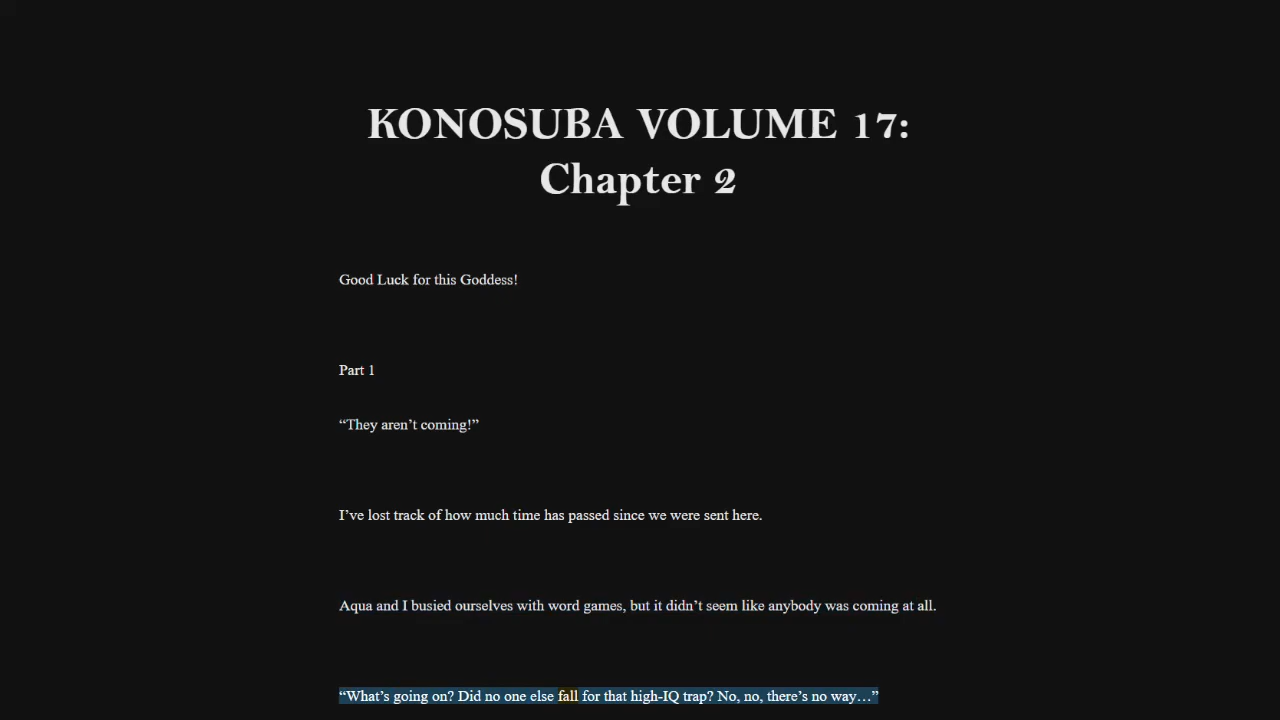 KONOSUBA VOLUME 17:
Chapter 2
Good Luck for this Goddess!
Part 1
“They aren’t coming!”
I’ve lost track of how much time has passed since we were sent here.
Aqua and I busied ourselves with word games, but it didn’t seem like anybody was coming at all.
“What’s going on? Did no one else fall for that high-IQ trap? No, no, there’s no way…”